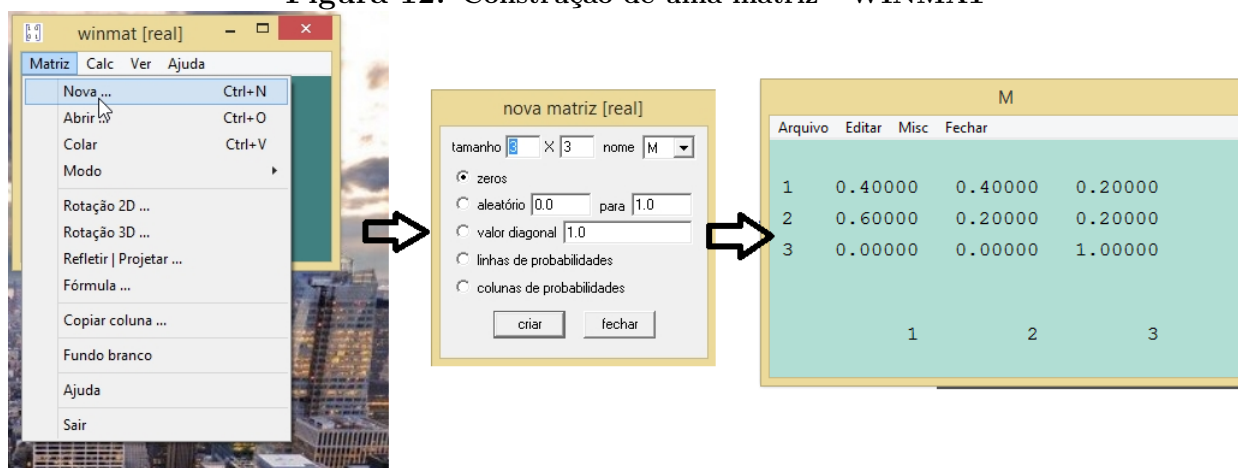 Figura 12: Construção de uma matriz - WINMAT
winmat [real]
Matriz Calc Ver Ajuda
Nova ... Ctrl+N
Abrir ... Ctrl+O
Colar Ctrl+V
Modo
Rotação 2D ...
Rotação 3D ...
Refletir | Projetar ...
Fórmula ...
Copiar coluna ...
Fundo branco
Ajuda
Sair
nova matriz [real]
tamanho 3 X 3 nome M
zeros
aleatório 0.0 para 1.0
valor diagonal 1.0
linhas de probabilidades
colunas de probabilidades
criar fechar
M
Arquivo Editar Misc Fechar
1 0.40000 0.40000 0.20000
2 0.60000 0.20000 0.20000
3 0.00000 0.00000 1.00000
1 2 3